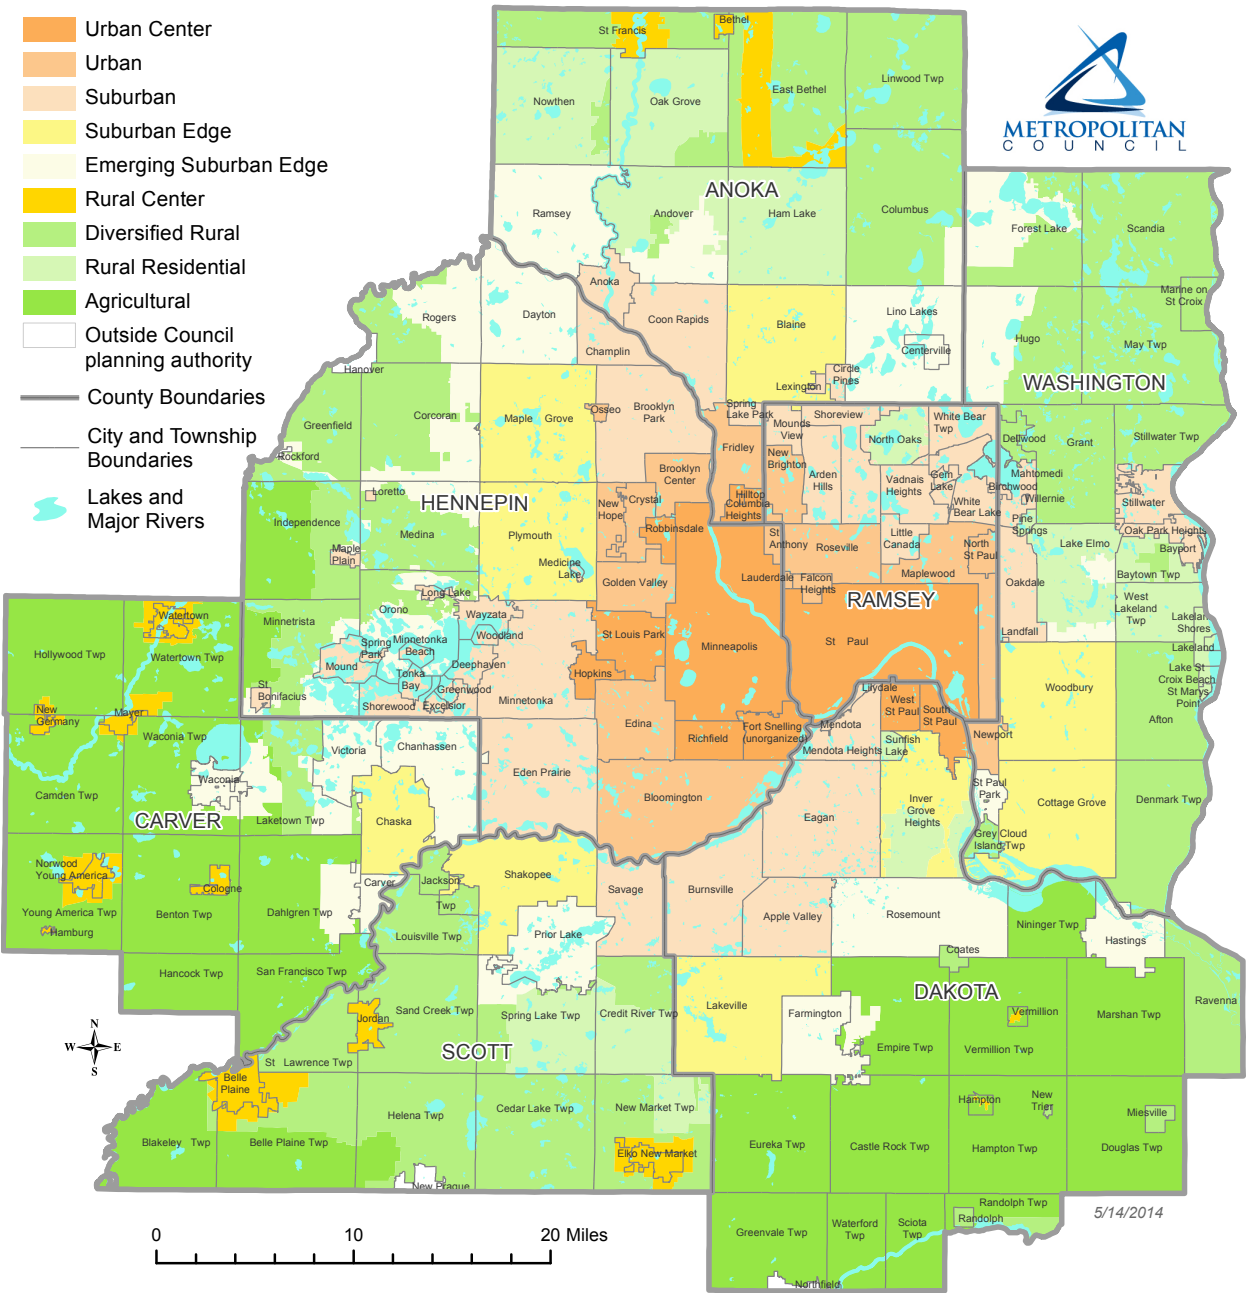 Urban Center
Urban
Suburban
Suburban Edge
Emerging Suburban Edge
Rural Center
Diversified Rural
Rural Residential
Agricultural
Outside Council
planning authority
County Boundaries
City and Township
Boundaries
Lakes and
Major Rivers
METROPOLITAN
COUNCIL
St Francis
Bethel
Nowthen
Oak Grove
East Bethel
Linwood Twp
ANOKA
Ramsey
Andover
Ham Lake
Columbus
Forest Lake
Scandia
Marine on
St Croix
Anoka
Rogers
Dayton
Coon Rapids
Blaine
Lino Lakes
Centerville
Hugo
May Twp
Champlin
Hanover
Circle
Pines
Lexington
WASHINGTON
Corcoran
Greenfield
Maple Grove
Osseo
Brooklyn
Park
Spring
Lake Park
Mounds
View
Shoreview
White Bear
Twp
North Oaks
Dellwood
Grant
Stillwater Twp
Fridley
New
Brighton
Rockford
Brooklyn
Center
Arden
Hills
Vadnais
Heights
Gem
Lake
Mahtomedi
Birchwood
Willernie
Loretto
HENNEPIN
New
Hope
Crystal
Hilltop
Columbia
Heights
White
Bear Lake
Stillwater
Independence
Medina
Plymouth
Robbinsdale
St
Anthony
Roseville
Little
Canada
North
St Paul
Pine
Springs
Oak Park Heights
Lake Elmo
Bayport
Maple
Plain
Medicine
Lake
Golden Valley
Lauderdale
Falcon
Heights
Maplewood
Oakdale
Baytown Twp
Long Lake
RAMSEY
West
Lakeland
Twp
Orono
Wayzata
Lakeland
Shores
Watertown
Minnetrista
Spring
Park
Minnetonka
Beach
Woodland
St Louis Park
Minneapolis
St Paul
Landfall
Lakeland
Hollywood Twp
Watertown Twp
Mound
Tonka
Bay
Deephaven
Hopkins
Lake St
Croix Beach
St Marys
Point
Woodbury
St
Bonifacius
Greenwood
Shorewood
Excelsior
Minnetonka
Lilydale
West
St Paul
South
St Paul
New
Germany
Mayer
Waconia Twp
Victoria
Chanhassen
Edina
Richfield
Fort Snelling
(unorganized)
Mendota
Mendota Heights
Sunfish
Lake
Newport
Afton
Waconia
Eden Prairie
Bloomington
St Paul
Park
Camden Twp
CARVER
Laketown Twp
Chaska
Eagan
Inver
Grove
Heights
Cottage Grove
Denmark Twp
Grey Cloud
Island Twp
Norwood
Young America
Cologne
Carver
Jackson
Twp
Shakopee
Savage
Burnsville
Young America Twp
Benton Twp
Dahlgren Twp
Apple Valley
Rosemount
Hamburg
Louisville Twp
Prior Lake
Nininger Twp
Hastings
Coates
Hancock Twp
San Francisco Twp
DAKOTA
Ravenna
Jordan
Sand Creek Twp
Spring Lake Twp
Credit River Twp
Lakeville
Farmington
Vermillion
Marshan Twp
N
W E
S
SCOTT
Empire Twp
Vermillion Twp
St Lawrence Twp
Belle
Plaine
Helena Twp
Cedar Lake Twp
New Market Twp
Hampton
New
Trier
Miesville
Blakeley Twp
Belle Plaine Twp
Elko New Market
Eureka Twp
Castle Rock Twp
Hampton Twp
Douglas Twp
New Prague
Randolph Twp
Randolph
5/14/2014
Greenvale Twp
Waterford
Twp
Sciota
Twp
Northfield
0 10 20 Miles